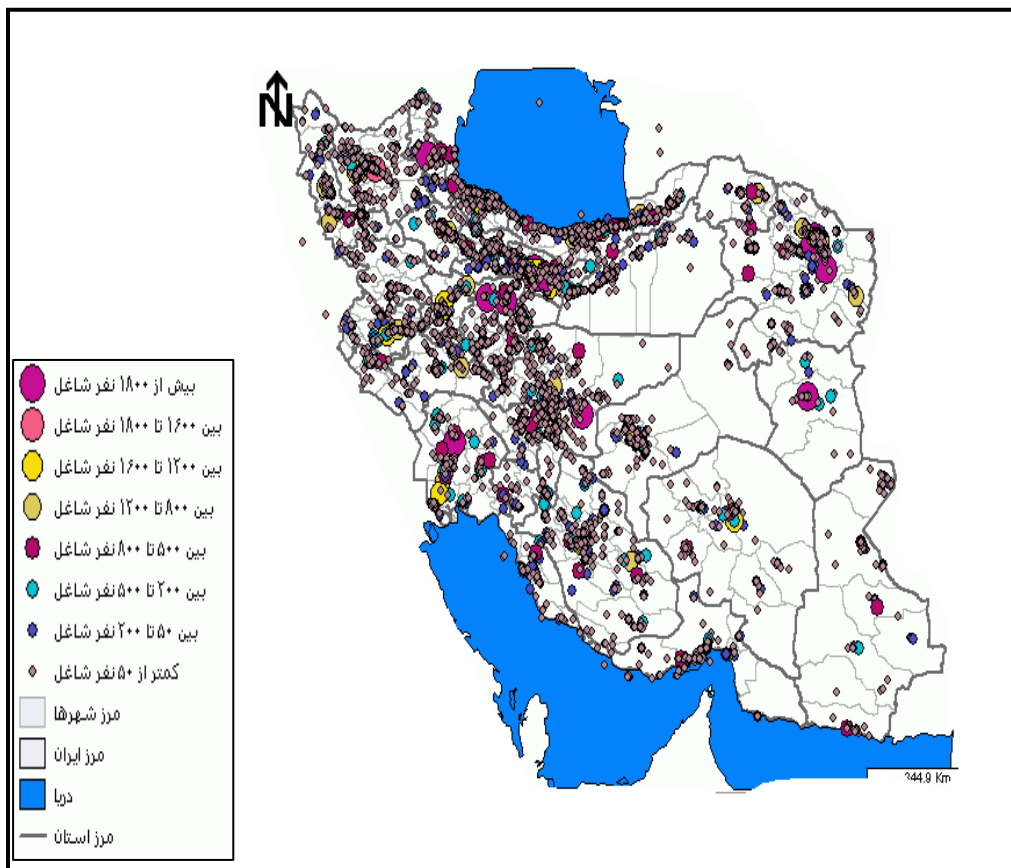 N
بیش از ۱۸۰۰ نفر شاغل
بین ۱۶۰۰ تا ۱۸۰۰ نفر شاغل
بین ۱۲۰۰ تا ۱۶۰۰ نفر شاغل
بین ۸۰۰ تا ۱۲۰۰ نفر شاغل
بین ۵۰۰ تا ۸۰۰ نفر شاغل
بین ۲۰۰ تا ۵۰۰ نفر شاغل
بین ۵۰ تا ۲۰۰ نفر شاغل
کمتر از ۵۰ نفر شاغل
مرز شهرها
مرز ایران
دریا
مرز استان
344.9 Km